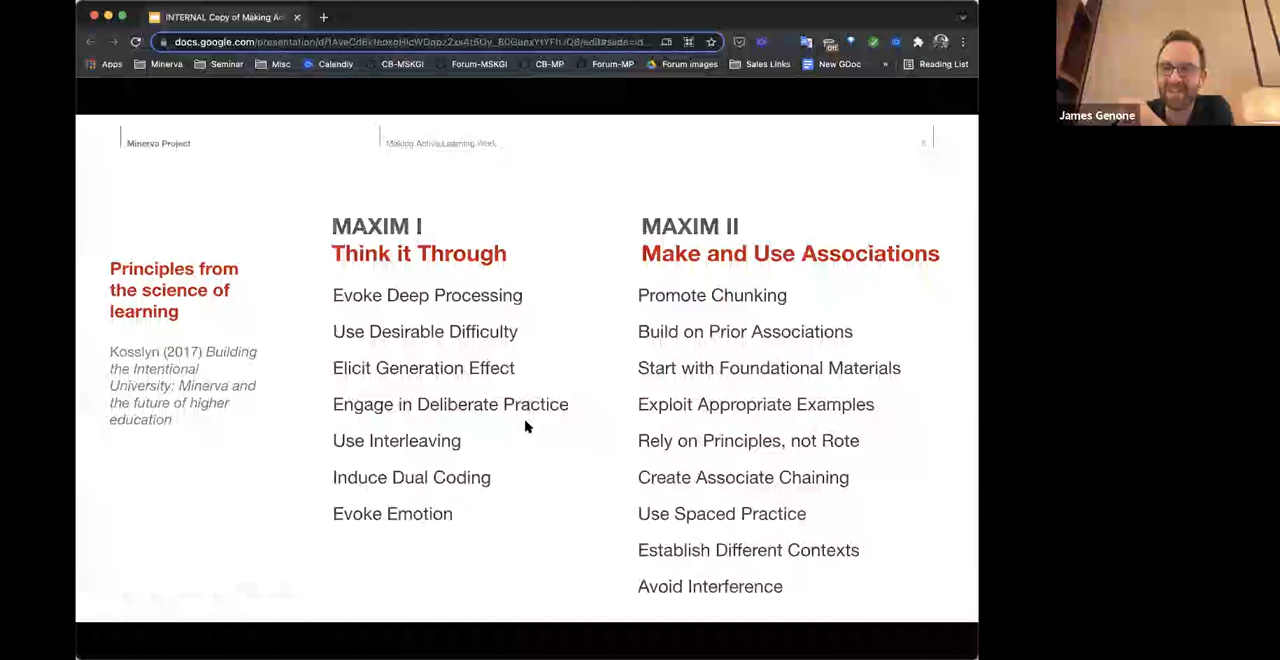 INTERNAL Copy of Making Ac
Apps
Minerva
Seminar
Misc
Calendly
CB-MSKGI
Forum-MSKGI
CB-MP
Forum-MP
Forum images
Sales Links
New GDoc
»
Reading List
James Genone
Minerva Project
Making Active Learning Work
6
Principles from
the science of
learning
Kosslyn (2017) Building
the Intentional
University: Minerva and
the future of higher
education
MAXIM I
Think it Through
Evoke Deep Processing
Use Desirable Difficulty
Elicit Generation Effect
Engage in Deliberate Practice
Use Interleaving
Induce Dual Coding
Evoke Emotion
MAXIM II
Make and Use Associations
Promote Chunking
Build on Prior Associations
Start with Foundational Materials
Exploit Appropriate Examples
Rely on Principles, not Rote
Create Associate Chaining
Use Spaced Practice
Establish Different Contexts
Avoid Interference